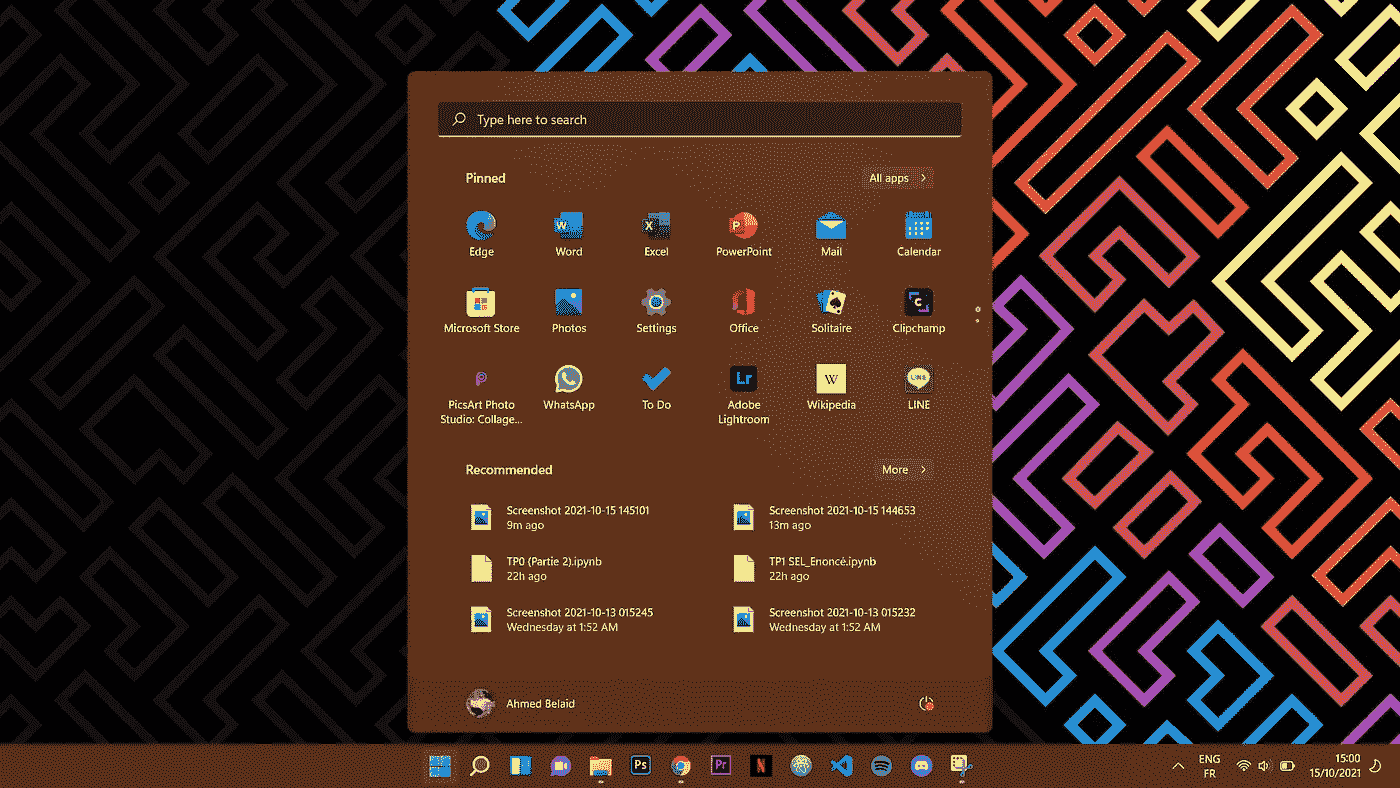 Type here to search
Pinned
All apps
Edge
Word
Excel
PowerPoint
Mail
Calendar
Microsoft Store
Photos
Settings
Office
Solitaire
Clipchamp
PicsArt Photo
Studio: Collage...
WhatsApp
To Do
Adobe
Lightroom
Wikipedia
LINE
Recommended
More
Screenshot 2021-10-15 145101
9m ago
Screenshot 2021-10-15 144653
13m ago
TP0 (Partie 2).ipynb
22h ago
TP1 SEL_Enoncé.ipynb
22h ago
Screenshot 2021-10-13 015245
Wednesday at 1:52 AM
Screenshot 2021-10-13 015232
Wednesday at 1:52 AM
Ahmed Belaid
ENG
FR
15:00
15/10/2021